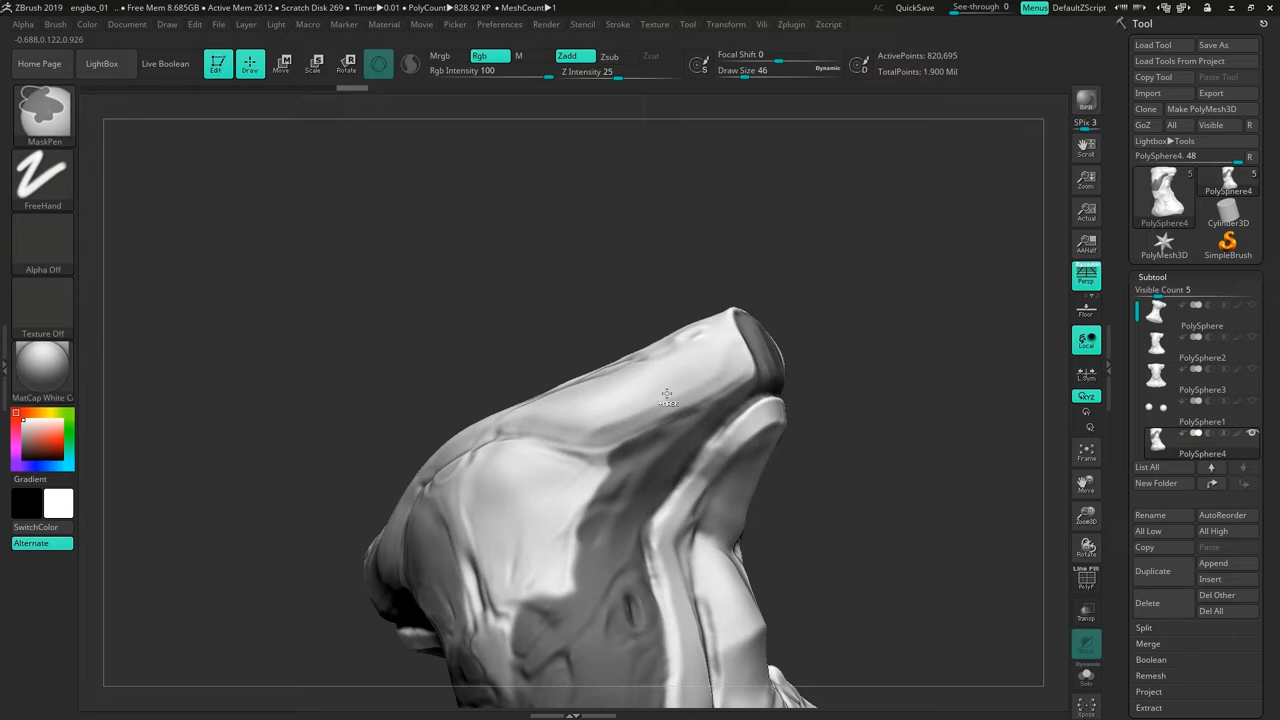 ZBrush 2019 engibo_01 • Free Mem 8.685GB • Active Mem 2612 • Scratch Disk 269 • Timer▶0.01 • PolyCount▶828.92 KP • MeshCount▶1 AC QuickSave See-through 0 Menus DefaultZScript
Alpha Brush Color Document Draw Edit File Layer Light Macro Marker Material Movie Picker Preferences Render Stencil Stroke Texture Tool Transform Zplugin Zscript
-0.688,0.122,0.926
Home Page LightBox Live Boolean Edit Draw Move Scale Rotate
Mrgb Rgb M Zadd Zsub Zcut
Rgb Intensity 100 Z Intensity 25
Focal Shift 0
Draw Size 46 Dynamic
S D
ActivePoints: 820,695
TotalPoints: 1.900 Mil
MaskPen
FreeHand
Alpha Off
Texture Off
MatCap White C
Gradient
SwitchColor
Alternate
BPR
SPix 3
Scroll
Zoom
Actual
AAHalf
Dynamic
Persp
Floor
Local
L.Sym
XYZ
Frame
Move
Zoom3D
Rotate
Line Fill
PolyF
Transp
Dynamic
Solo
Xpose
Tool
Load Tool Save As
Load Tools From Project
Copy Tool Paste Tool
Import Export
Clone Make PolyMesh3D
GoZ All Visible R
Lightbox▶Tools
PolySphere4. 48 R
5 5
PolySphere4 PolySphere4
Cylinder3D
PolyMesh3D SimpleBrush
Subtool
Visible Count 5
PolySphere
PolySphere2
PolySphere3
PolySphere1
PolySphere4
List All
New Folder
Rename AutoReorder
All Low All High
Copy Paste
Duplicate Append
Insert
Delete Del Other
Del All
Split
Merge
Boolean
Remesh
Project
Extract